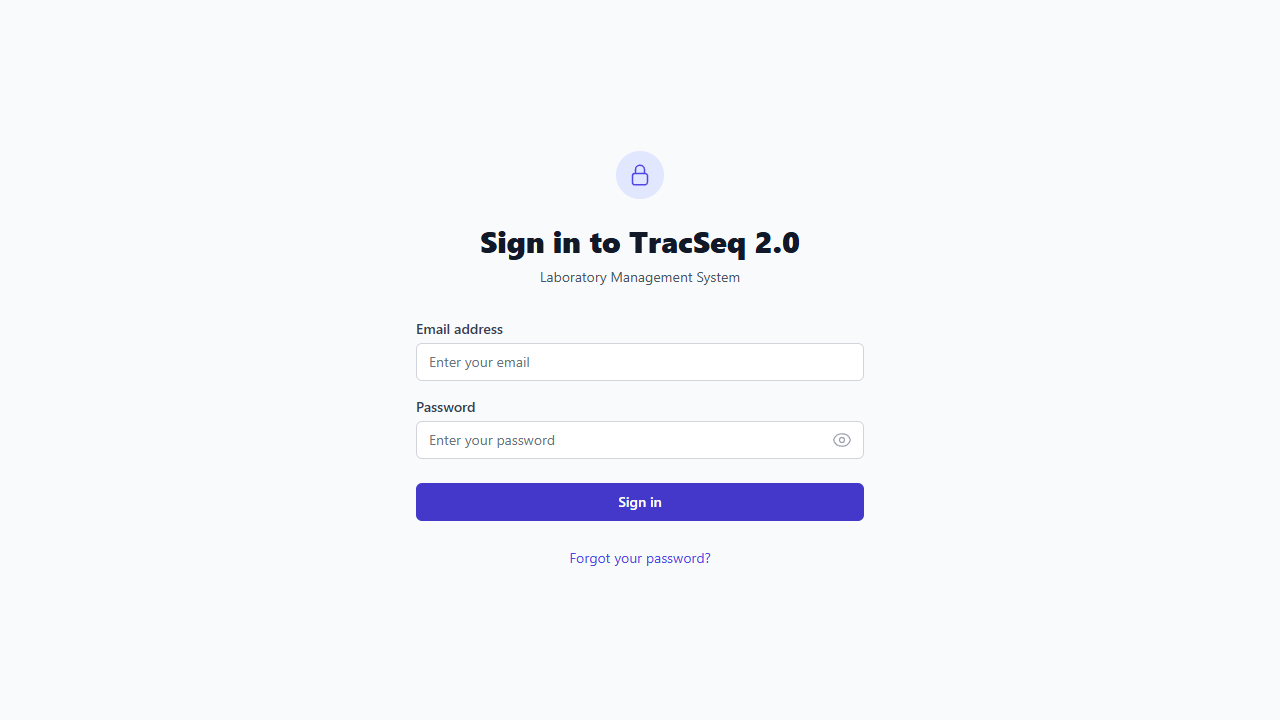 Sign in to TracSeq 2.0
Laboratory Management System
Email address
Enter your email
Password
Enter your password
Sign in
Forgot your password?